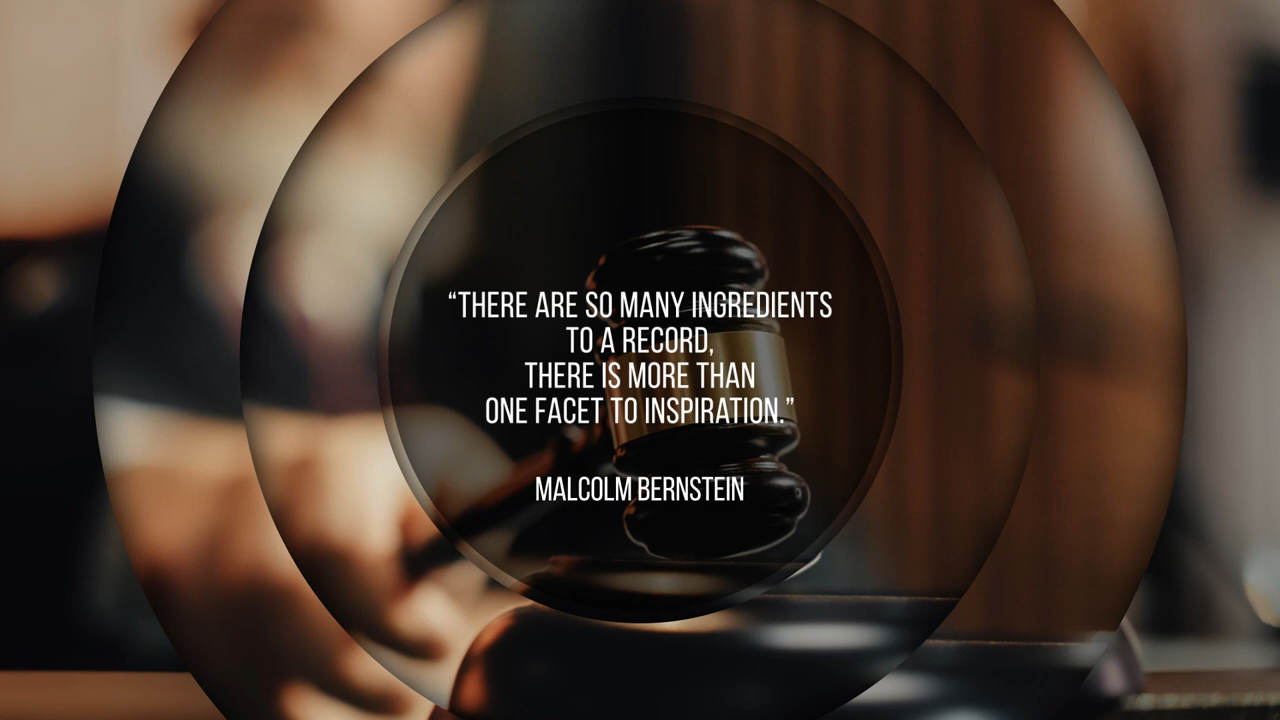 “THERE ARE SO MANY INGREDIENTS
TO A RECORD,
THERE IS MORE THAN
ONE FACET TO INSPIRATION.”
MALCOLM BERNSTEIN